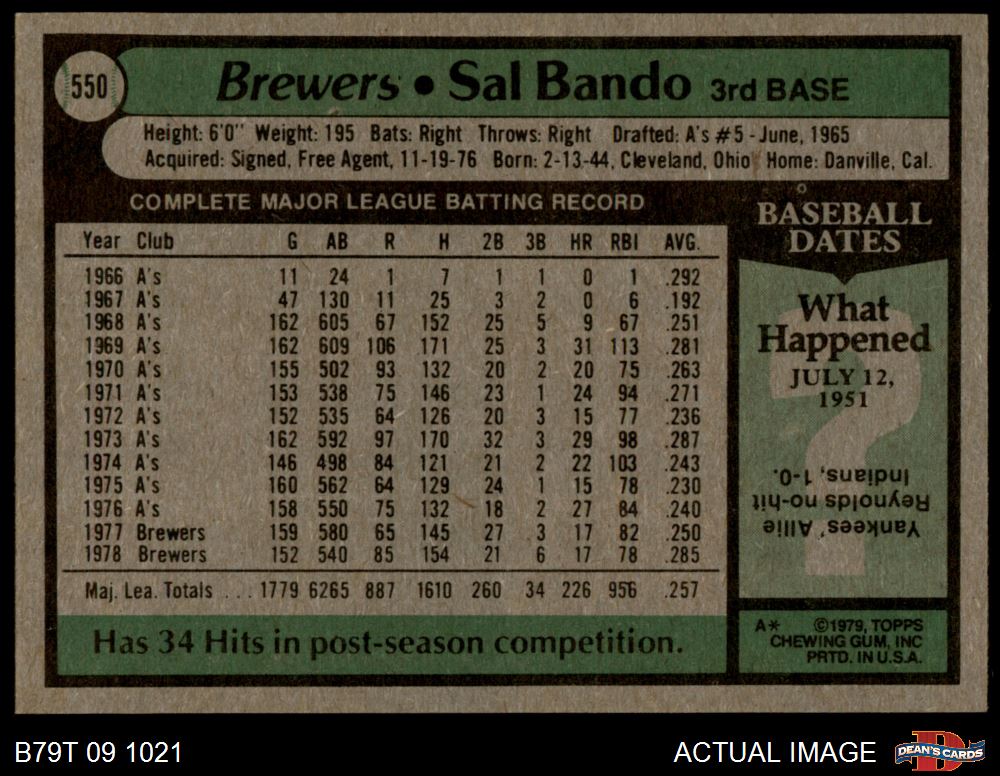 550
Brewers • Sal Bando 3rd BASE
Height: 6'0" Weight: 195 Bats: Right Throws: Right Drafted: A's #5 - June, 1965
Acquired: Signed, Free Agent, 11-19-76 Born: 2-13-44, Cleveland, Ohio Home: Danville, Cal.
COMPLETE MAJOR LEAGUE BATTING RECORD
Year Club G AB R H 2B 3B HR RBI AVG.
1966 A's 11 24 1 7 1 1 0 1 .292
1967 A's 47 130 11 25 3 2 0 6 .192
1968 A's 162 605 67 152 25 5 9 67 .251
1969 A's 162 609 106 171 25 3 31 113 .281
1970 A's 155 502 93 132 20 2 20 75 .263
1971 A's 153 538 75 146 23 1 24 94 .271
1972 A's 152 535 64 126 20 3 15 77 .236
1973 A's 162 592 97 170 32 3 29 98 .287
1974 A's 146 498 84 121 21 2 22 103 .243
1975 A's 160 562 64 129 24 1 15 78 .230
1976 A's 158 550 75 132 18 2 27 84 .240
1977 Brewers 159 580 65 145 27 3 17 82 .250
1978 Brewers 152 540 85 154 21 6 17 78 .285
Maj. Lea. Totals ... 1779 6265 887 1610 260 34 226 956 .257
Has 34 Hits in post-season competition.
BASEBALL
DATES
What
Happened
JULY 12,
1951
Yankees' Allie
Reynolds no-hit
Indians, 1-0.
A* ©1979, TOPPS
CHEWING GUM, INC
PRTD. IN U.S.A.
B79T 09 1021
ACTUAL IMAGE
D
DEAN'S CARDS